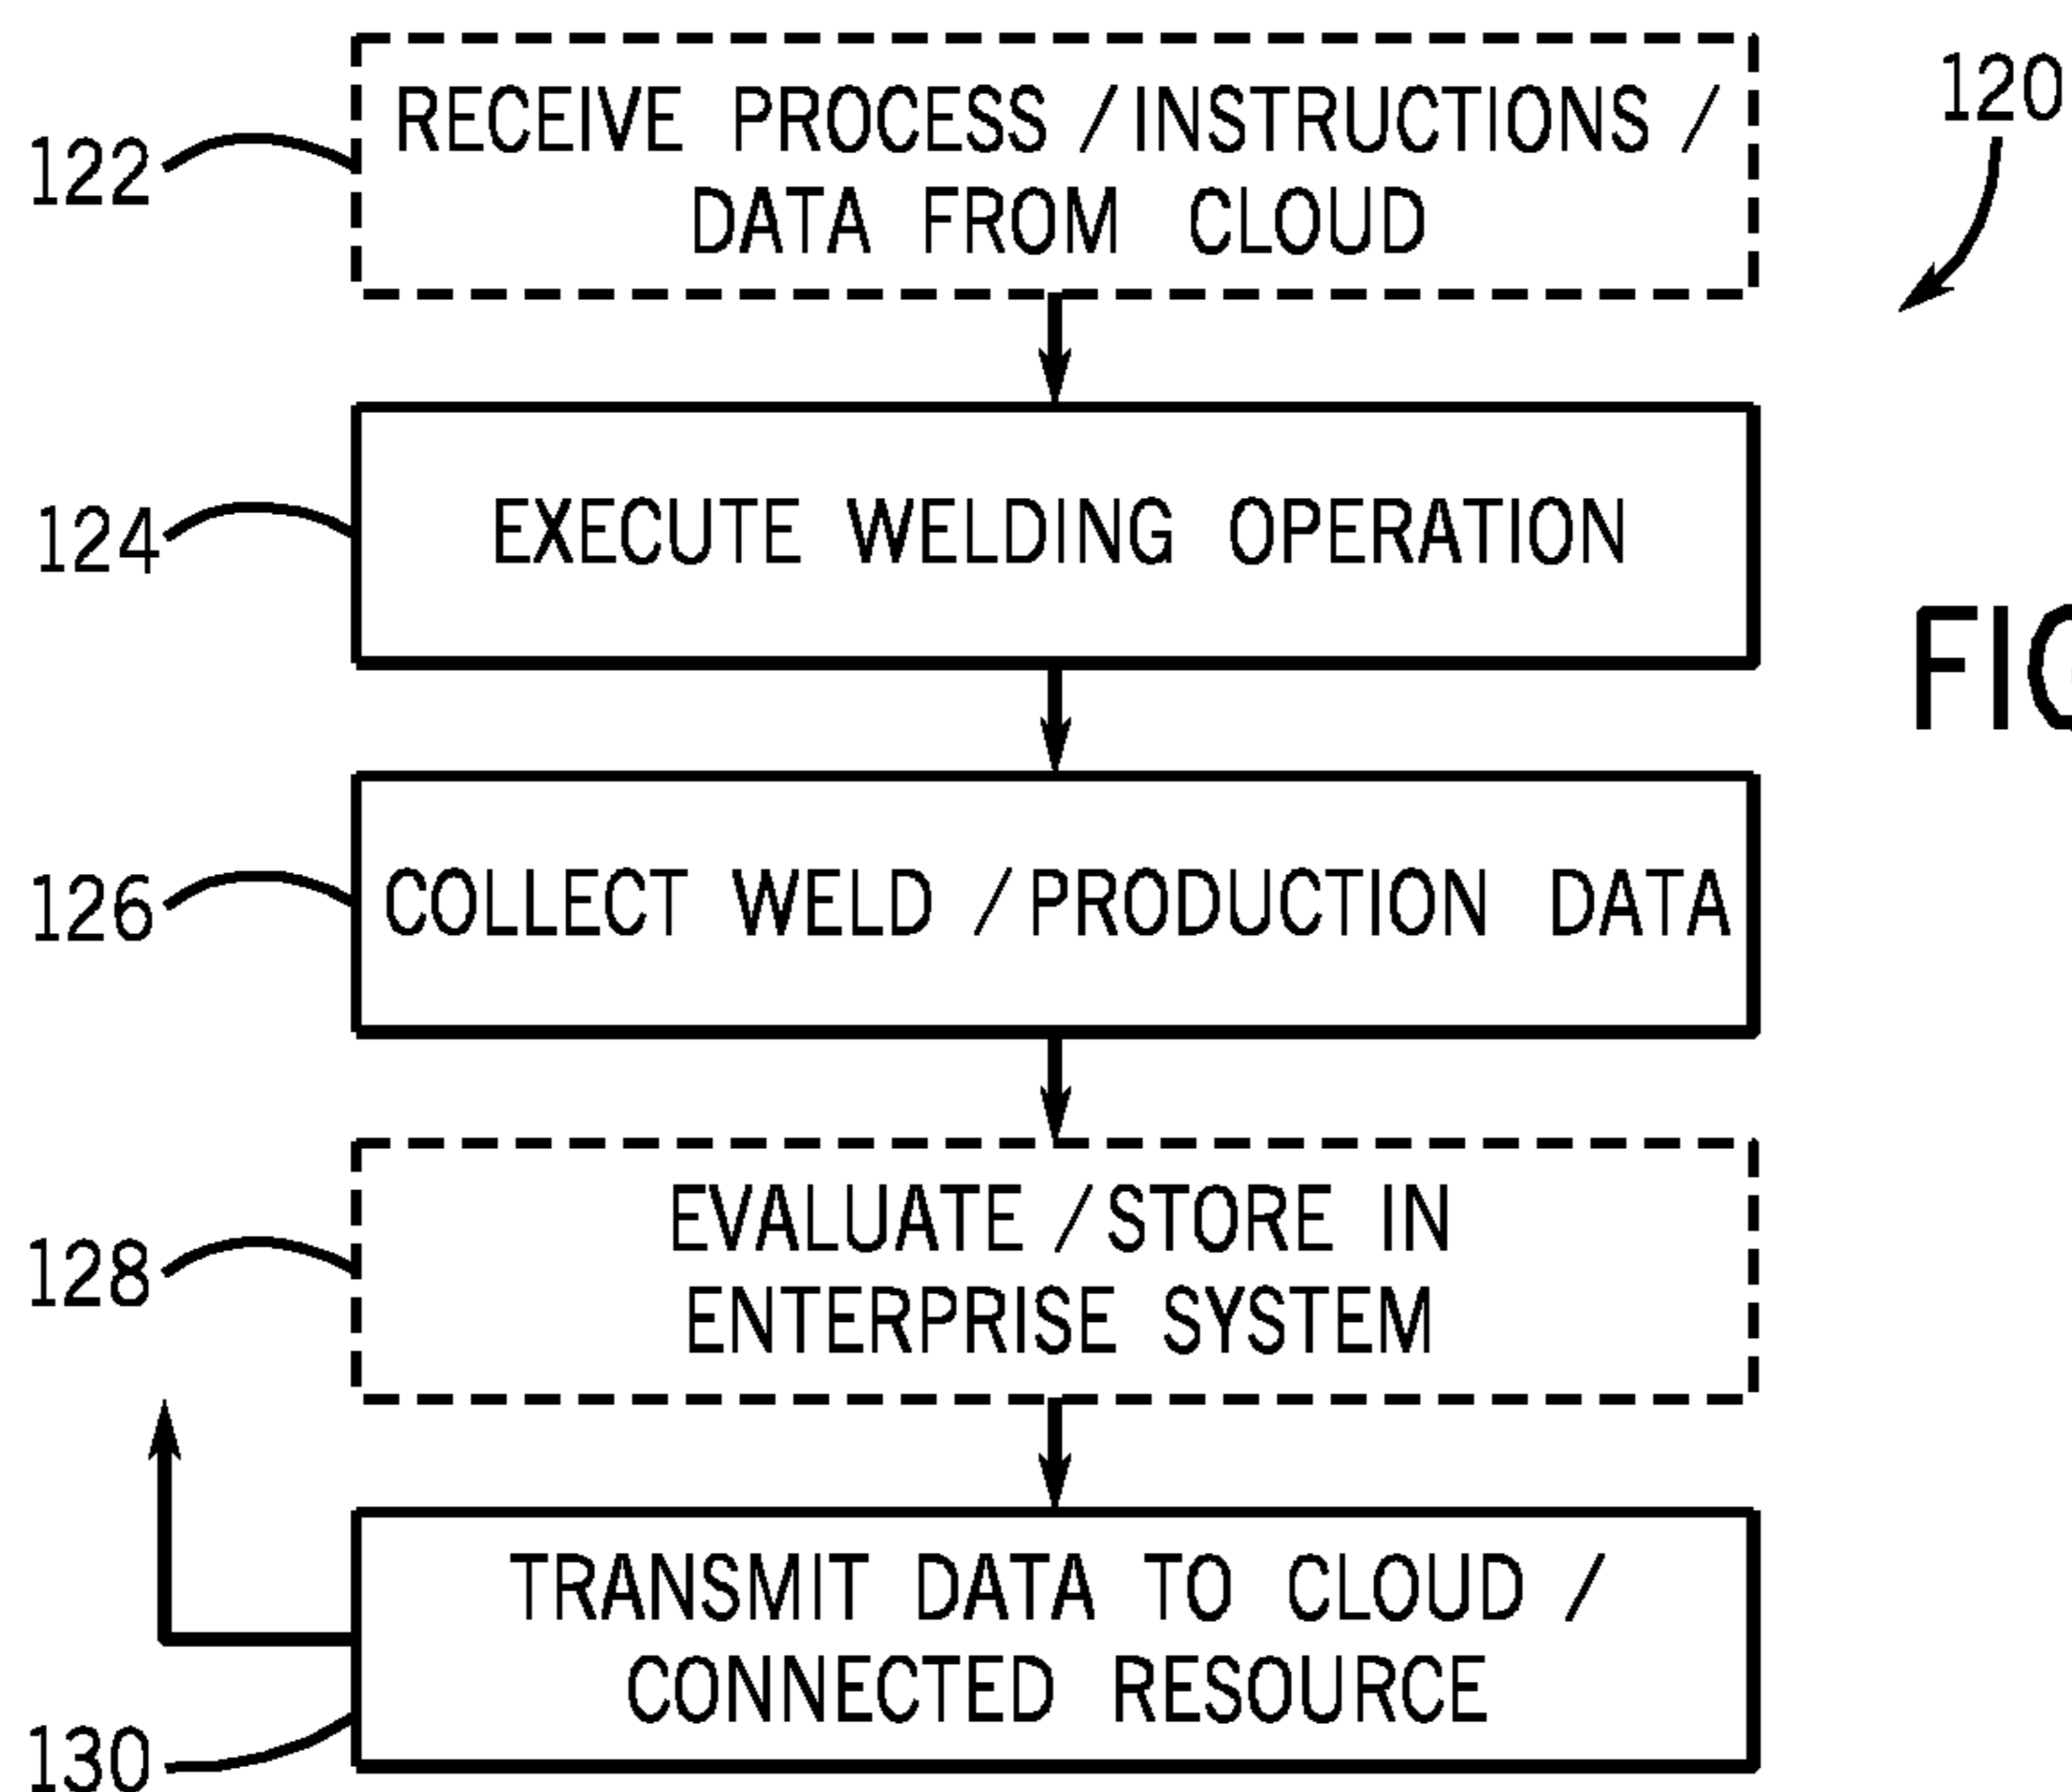 120
122
RECEIVE PROCESS /INSTRUCTIONS /
DATA FROM CLOUD
124
EXECUTE WELDING OPERATION
126
COLLECT WELD /PRODUCTION DATA
128
EVALUATE /STORE IN
ENTERPRISE SYSTEM
130
TRANSMIT DATA TO CLOUD /
CONNECTED RESOURCE